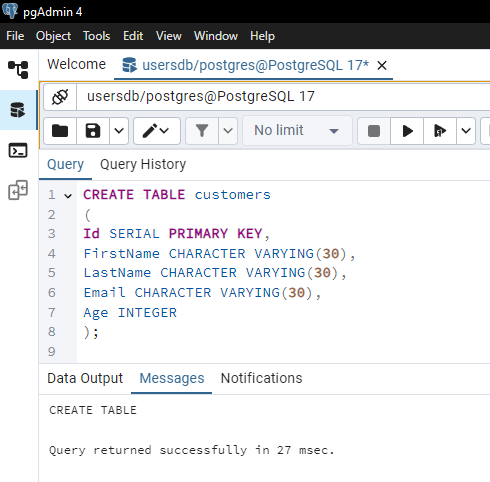 pgAdmin 4
File Object Tools Edit View Window Help
Welcome usersdb/postgres@PostgreSQL 17*
usersdb/postgres@PostgreSQL 17
No limit
Query Query History
1 CREATE TABLE customers
2 (
3 Id SERIAL PRIMARY KEY,
4 FirstName CHARACTER VARYING(30),
5 LastName CHARACTER VARYING(30),
6 Email CHARACTER VARYING(30),
7 Age INTEGER
8 );
9
Data Output Messages Notifications
CREATE TABLE
Query returned successfully in 27 msec.